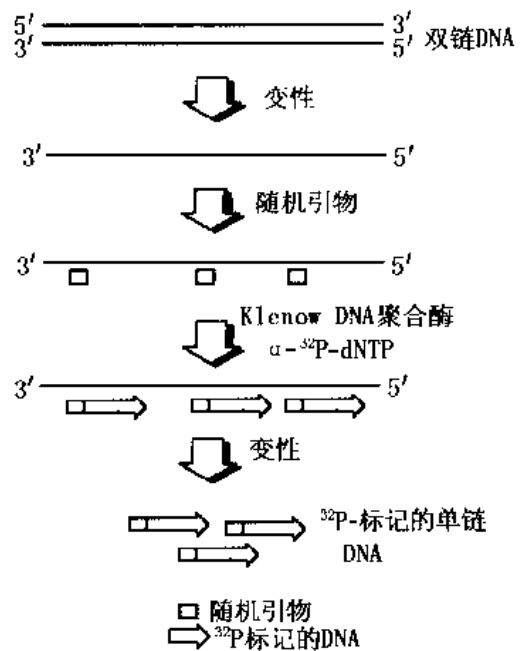 5′ 3′
3′ 5′ 双链DNA
变性
3′ 5′
随机引物
3′ 5′
Klenow DNA聚合酶
α-³²P-dNTP
3′ 5′
变性
³²P-标记的单链
DNA
随机引物
³²P标记的DNA